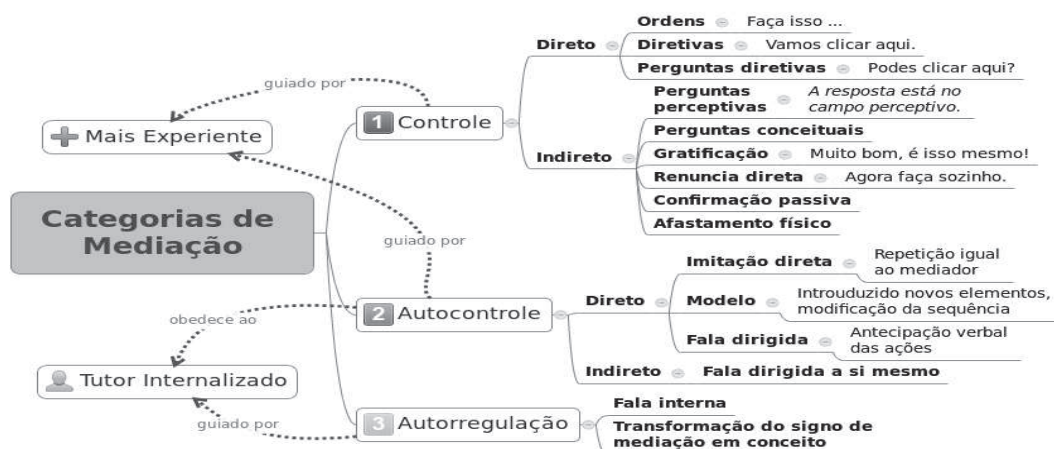 Categorias de
Mediação
Mais Experiente
Tutor Internalizado
guiado por
guiado por
obedece ao
guiado por
1 Controle
Direto
Ordens
Faça isso ...
Diretivas
Vamos clicar aqui.
Perguntas diretivas
Podes clicar aqui?
Indireto
Perguntas
perceptivas
A resposta está no
campo perceptivo.
Perguntas conceituais
Gratificação
Muito bom, é isso mesmo!
Renuncia direta
Agora faça sozinho.
Confirmação passiva
Afastamento físico
2 Autocontrole
Direto
Imitação direta
Repetição igual
ao mediador
Modelo
Introuduzido novos elementos,
modificação da sequência
Fala dirigida
Antecipação verbal
das ações
Indireto
Fala dirigida a si mesmo
3 Autorregulação
Fala interna
Transformação do signo de
mediação em conceito